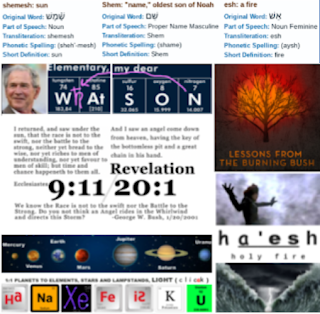 shemesh: sun
Original Word: שֶׁמֶשׁ
Part of Speech: Noun
Transliteration: shemesh
Phonetic Spelling: (sheh'-mesh)
Short Definition: sun
Shem: "name," oldest son of Noah
Original Word: שֵׁם
Part of Speech: Proper Name Masculine
Transliteration: Shem
Phonetic Spelling: (shame)
Short Definition: Shem
esh: a fire
Original Word: אֵשׁ
Part of Speech: Noun Feminine
Transliteration: esh
Phonetic Spelling: (aysh)
Short Definition: fire
Elementary, my dear
tungsten
74
W
85
At
[210]
sulfur
16
S
32.065
oxygen
8
O
15.999
nitrogen
7
N
14.007
LESSONS FROM
THE BURNING BUSH
I returned, and saw under the
sun, that the race is not to the
swift, nor the battle to the
strong, neither yet bread to the
wise, nor yet riches to men of
understanding, nor yet favour to
men of skill; but time and
chance happeneth to them all.
Ecclesiastes
9:11
And I saw an angel come down
from heaven, having the key of
the bottomless pit and a great
chain in his hand.
Revelation
20:1
We know the Race is not to the swift nor the Battle to the
Strong. Do you not think an Angel rides in the Whirlwind
and directs this Storm?
-George W. Bush, 1/20/2001
Mercury
Venus
Earth
Mars
Jupiter
Saturn
PLANETS TO ELEMENTS, STARS AND LAMPSTANDS, LIGHT
ha'esh
holy fire
Ha
Na
Xe
Fe
K
U